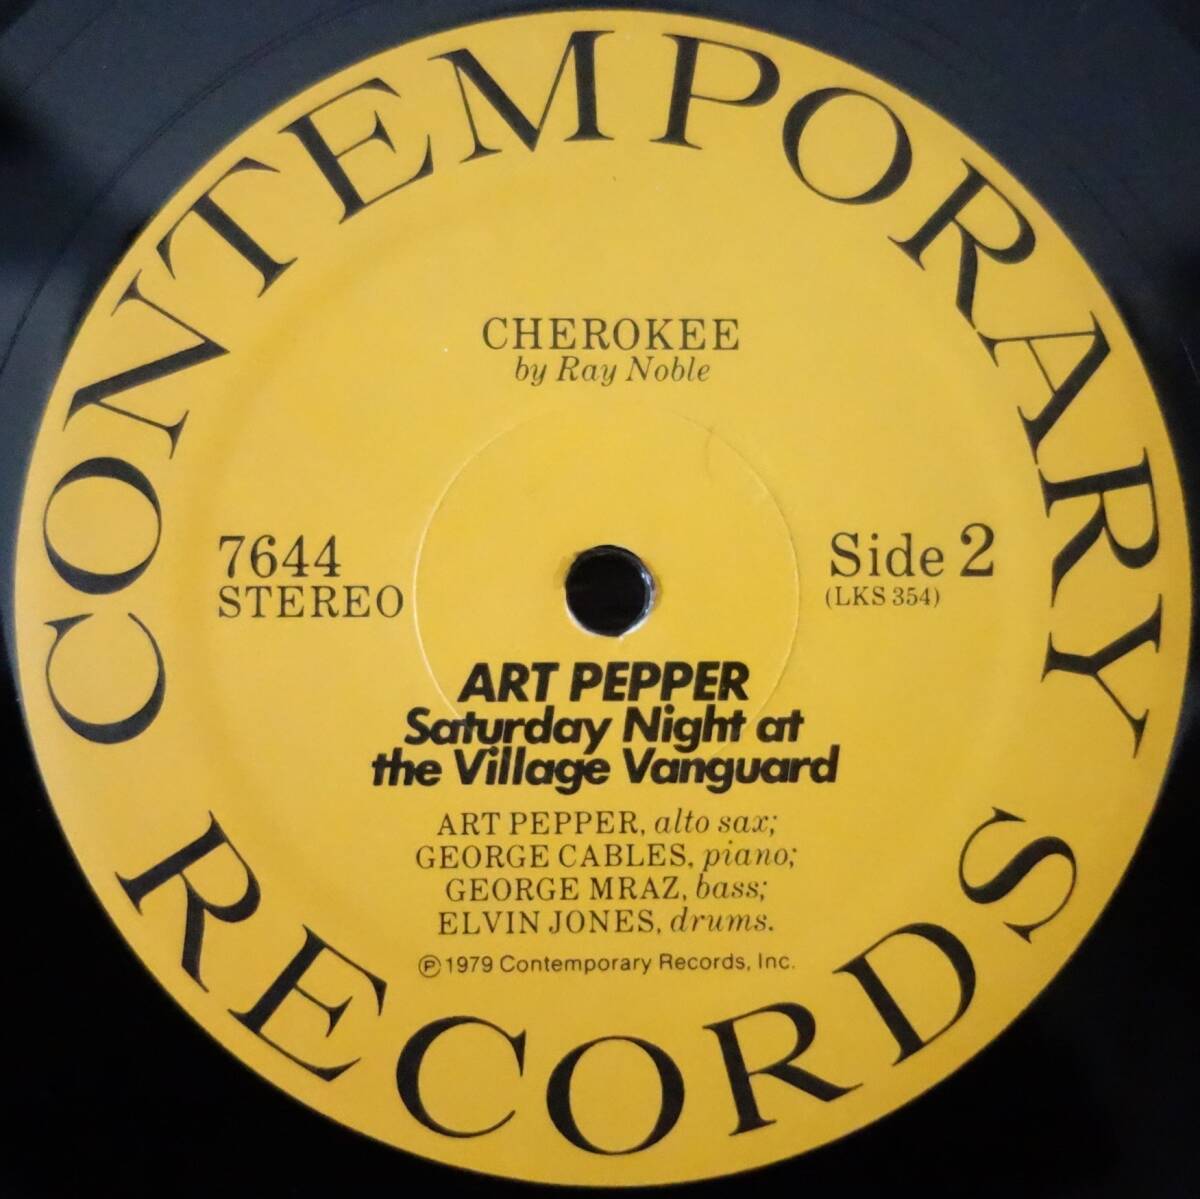 CONTEMPORARY
CHEROKEE
by Ray Noble
7644
STEREO
Side 2
(LKS 354)
ART PEPPER
Saturday Night at
the Village Vanguard
ART PEPPER, alto sax;
GEORGE CABLES, piano;
GEORGE MRAZ, bass;
ELVIN JONES, drums.
℗ 1979 Contemporary Records, Inc.
RECORDS